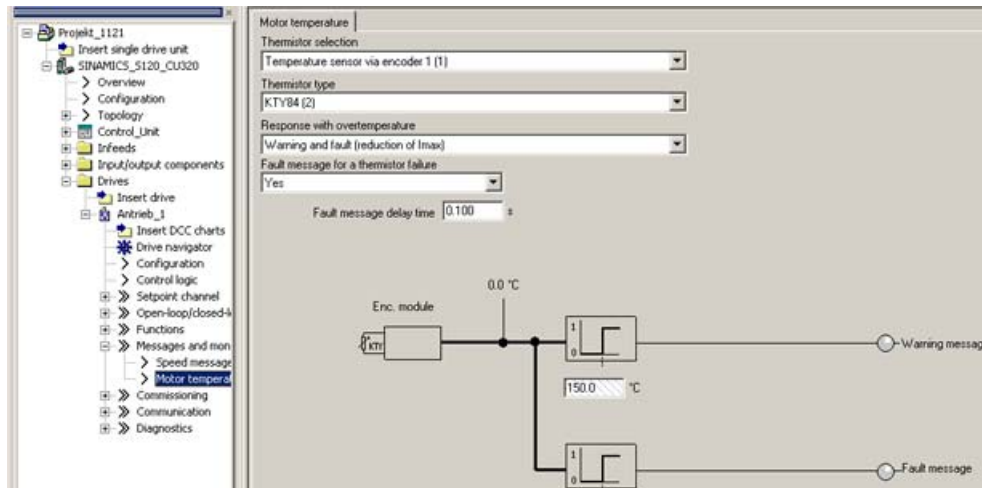 Projekt_1121
Insert single drive unit
SINAMICS_S120_CU320
Overview
Configuration
Topology
Control_Unit
Infeeds
Input/output components
Drives
Insert drive
Antrieb_1
Insert DCC charts
Drive navigator
Configuration
Control logic
Setpoint channel
Open-loop/closed-l
Functions
Messages and mon
Speed message
Motor temperat
Commissioning
Communication
Diagnostics
Motor temperature
Thermistor selection
Temperature sensor via encoder 1 (1)
Thermistor type
KTY84 (2)
Response with overtemperature
Warning and fault (reduction of Imax)
Fault message for a thermistor failure
Yes
Fault message delay time 0.100 s
0.0 °C
Enc. module
KTY
1
0
Warning messag
150.0 °C
1
0
Fault message